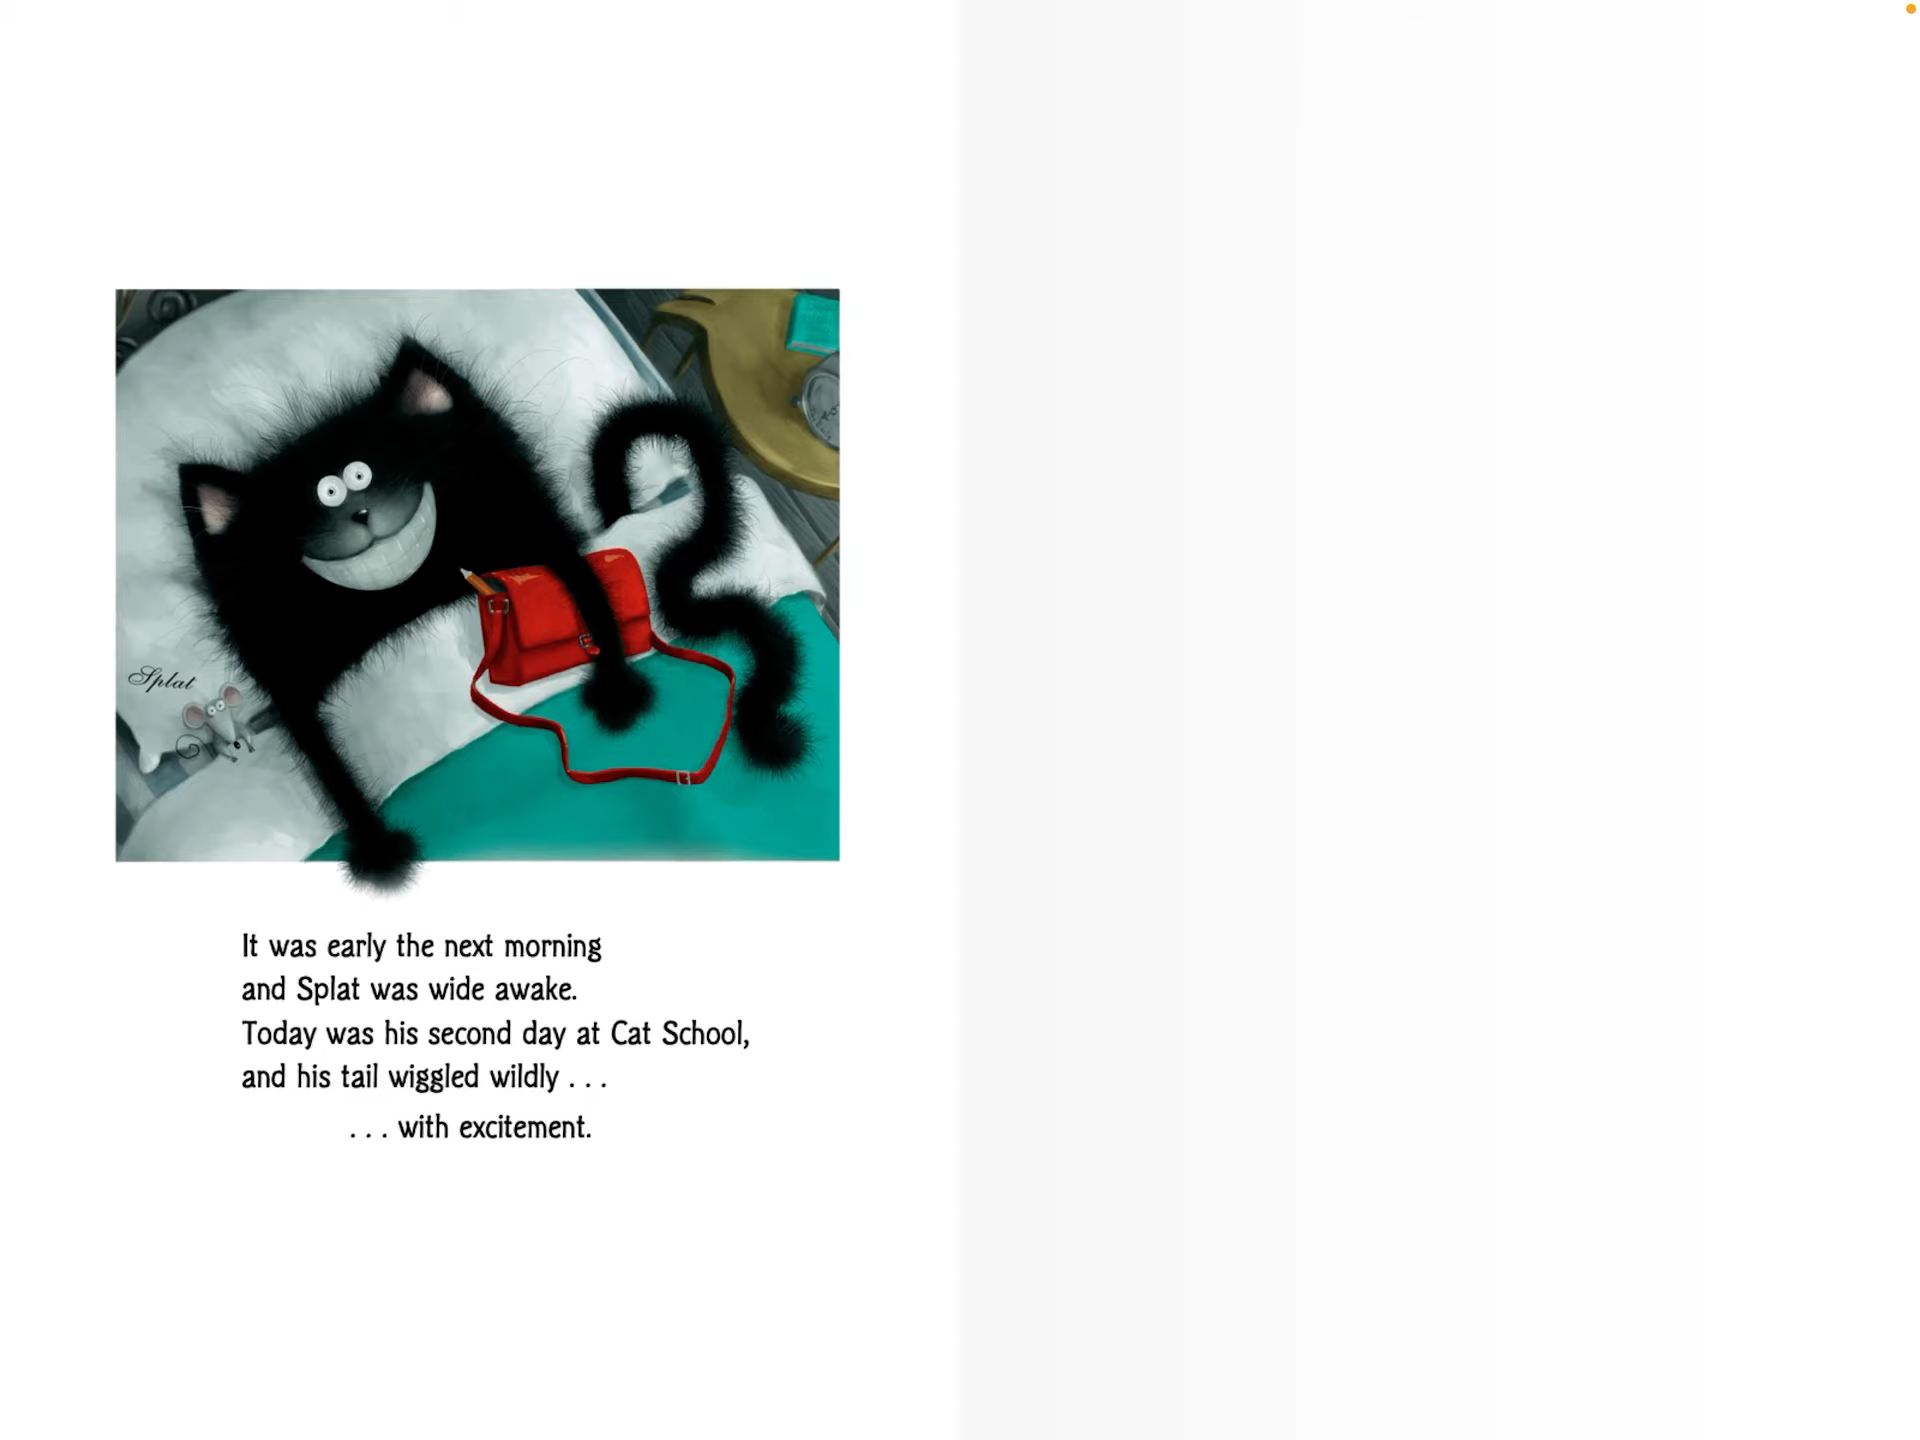 Splat
It was early the next morning
and Splat was wide awake.
Today was his second day at Cat School,
and his tail wiggled wildly . . .
. . . with excitement.